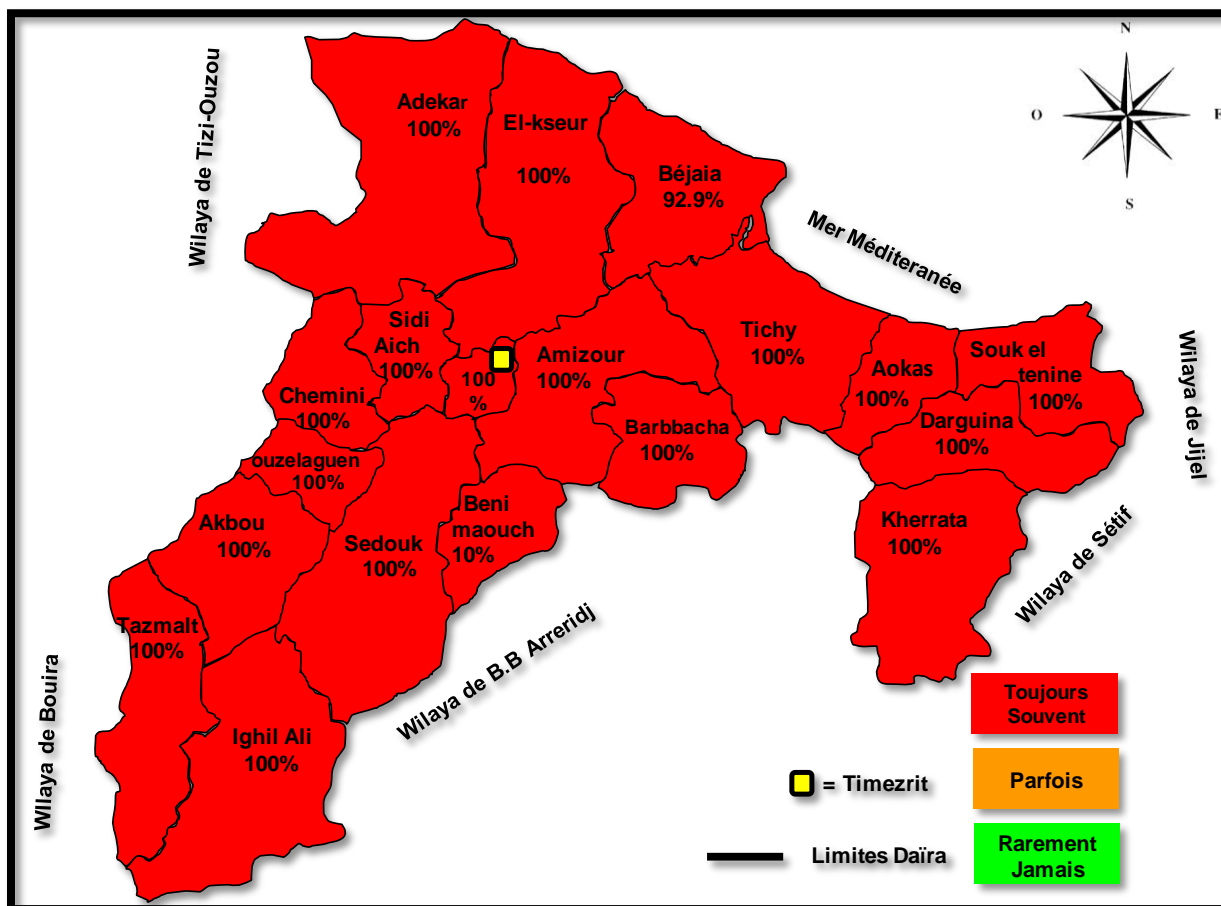 N
O
E
S
Wilaya de Tizi-Ouzou
Adekar
100%
El-kseur
100%
Béjaia
92.9%
Mer Méditeranée
Sidi
Aich
100%
Chemini
100%
100
%
Amizour
100%
Tichy
100%
Aokas
100%
Souk el
tenine
100%
Wilaya de Jijel
Barbbacha
100%
Darguina
100%
ouzelaguen
100%
Akbou
100%
Sedouk
100%
Beni
maouch
10%
Kherrata
100%
Wilaya de Sétif
Tazmalt
100%
Wilaya de B.B Arreridj
WIlaya de Bouira
Ighil Ali
100%
Toujours
Souvent
= Timezrit
Parfois
Limites Daïra
Rarement
Jamais